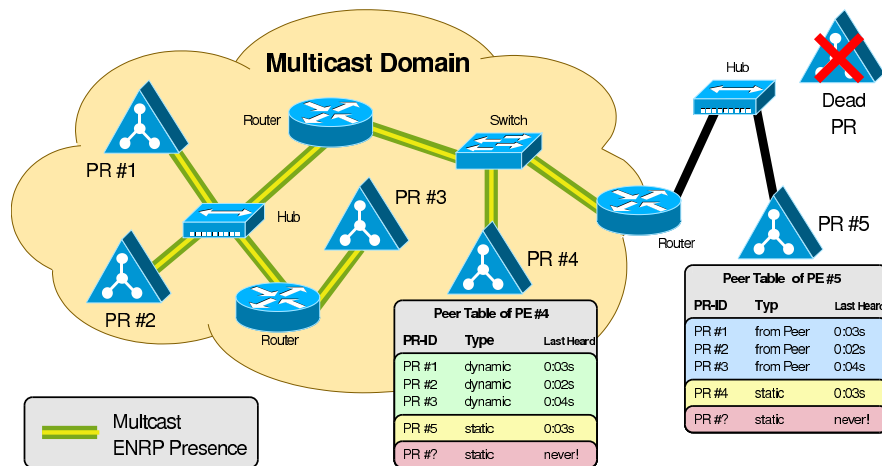 Multicast Domain
Hub
Dead
PR
Router
Switch
PR #1
PR #3
Hub
PR #5
PR #4
Router
PR #2
Router
Peer Table of PE #5
PR-ID Typ Last Heard
PR #1 from Peer 0:03s
PR #2 from Peer 0:02s
PR #3 from Peer 0:04s
PR #4 static 0:03s
PR #? static never!
Peer Table of PE #4
PR-ID Type Last Heard
PR #1 dynamic 0:03s
PR #2 dynamic 0:02s
PR #3 dynamic 0:04s
PR #5 static 0:03s
PR #? static never!
Multcast
ENRP Presence